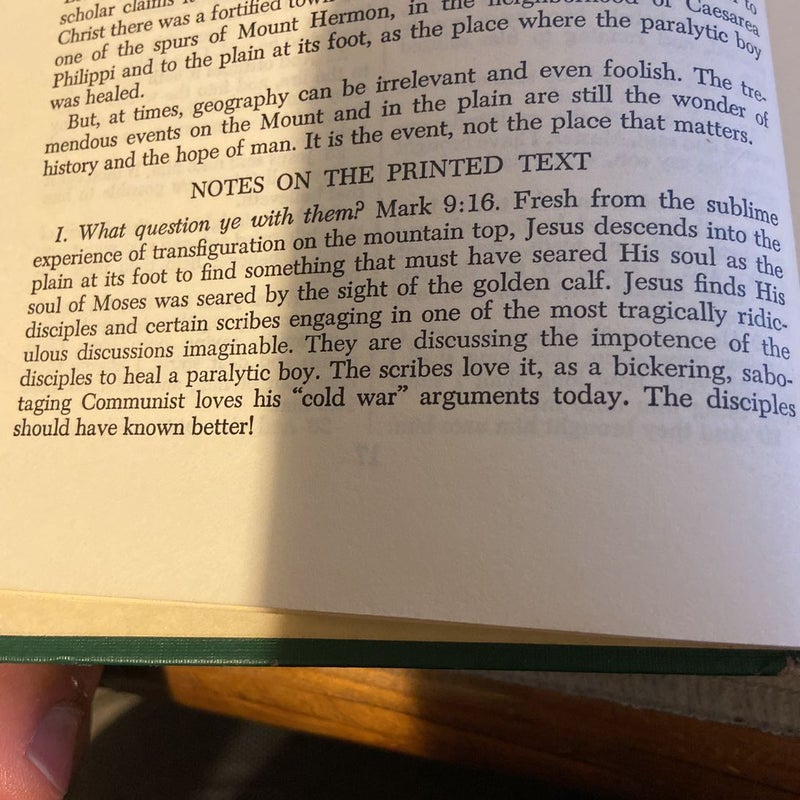 scholar claims
Christ there was a fortified to
one of the spurs of Mount Hermon, in the neighborhood of Caesarea
Philippi and to the plain at its foot, as the place where the paralytic boy
was healed.
But, at times, geography can be irrelevant and even foolish. The tre-
mendous events on the Mount and in the plain are still the wonder of
history and the hope of man. It is the event, not the place that matters.
NOTES ON THE PRINTED TEXT
I. What question ye with them? Mark 9:16. Fresh from the sublime
experience of transfiguration on the mountain top, Jesus descends into the
plain at its foot to find something that must have seared His soul as the
soul of Moses was seared by the sight of the golden calf. Jesus finds His
disciples and certain scribes engaging in one of the most tragically ridic-
ulous discussions imaginable. They are discussing the impotence of the
disciples to heal a paralytic boy. The scribes love it, as a bickering, sabo-
taging Communist loves his “cold war” arguments today. The disciples
should have known better!